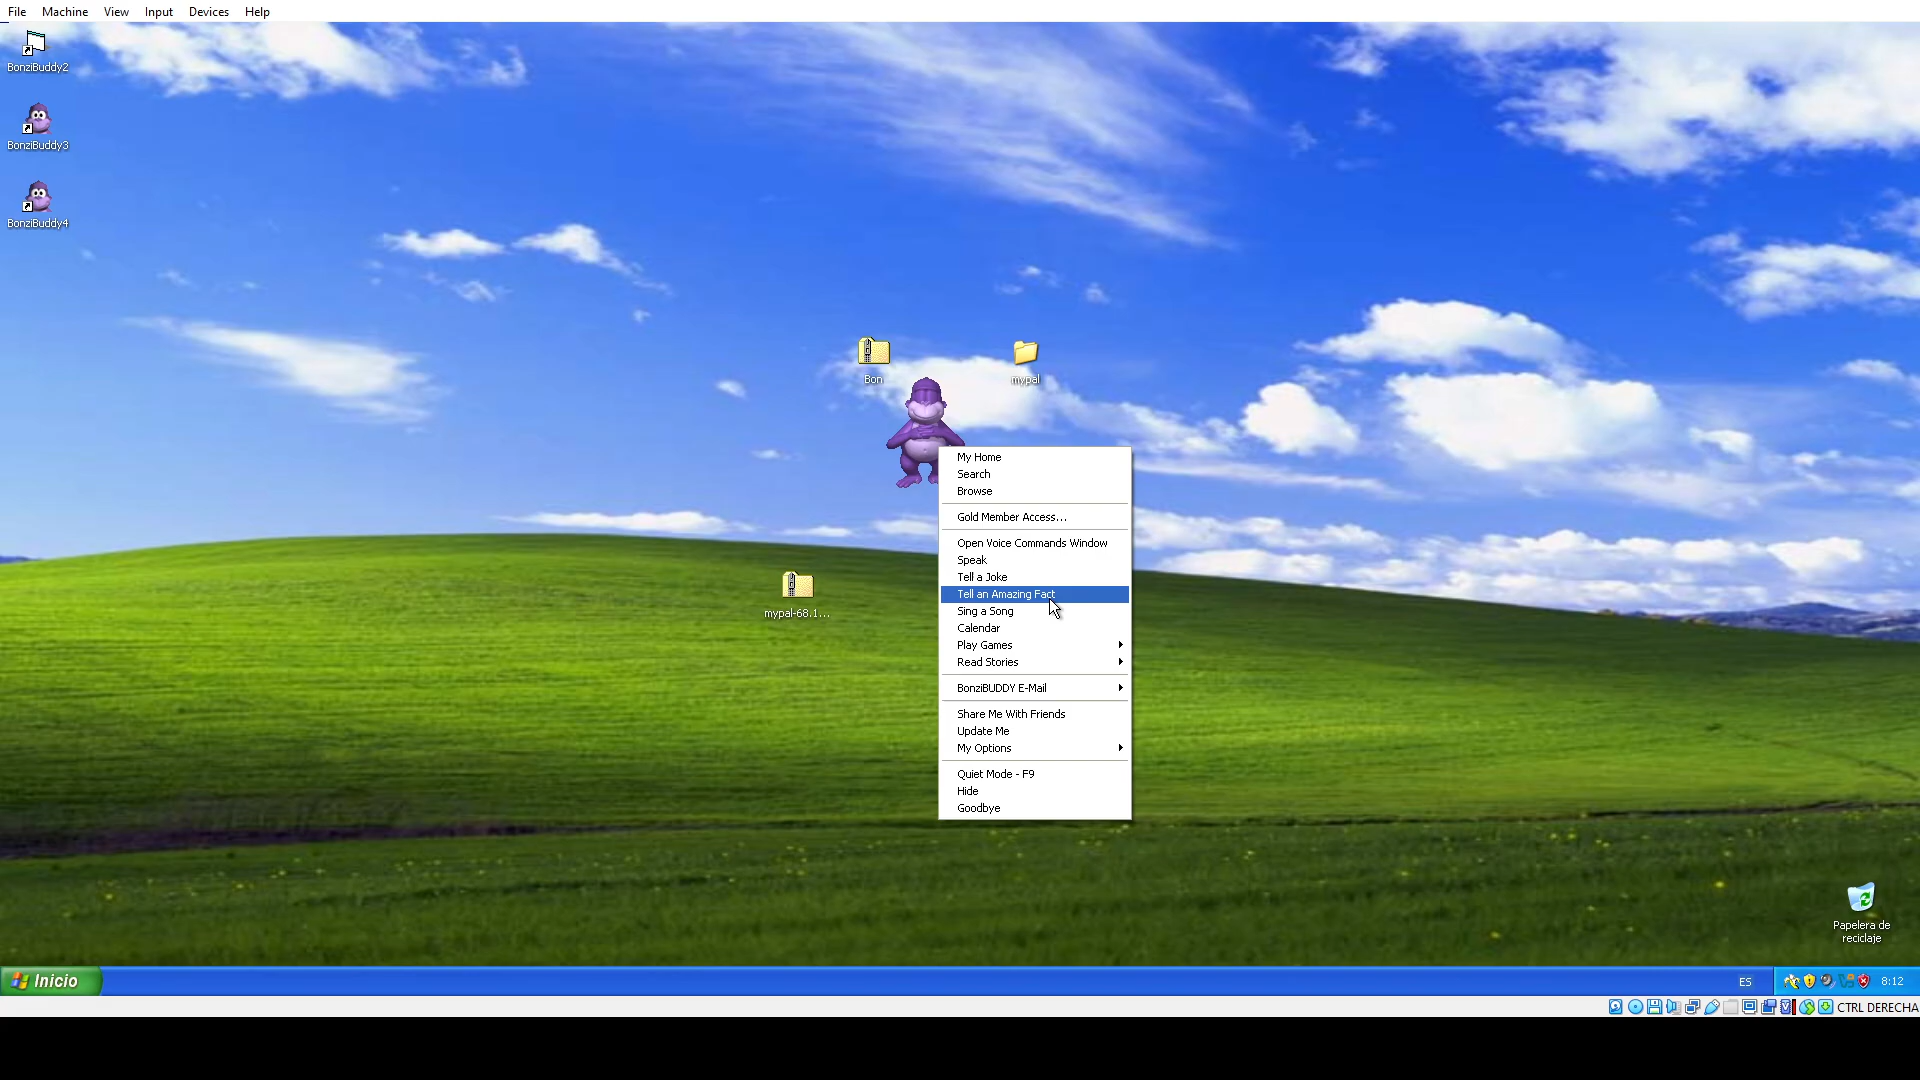 File Machine View Input Devices Help
BonziBuddy2
BonziBuddy3
BonziBuddy4
Bon
mypal
mypal-68.1...
My Home
Search
Browse
Gold Member Access...
Open Voice Commands Window
Speak
Tell a Joke
Tell an Amazing Fact
Sing a Song
Calendar
Play Games
Read Stories
BonziBUDDY E-Mail
Share Me With Friends
Update Me
My Options
Quiet Mode - F9
Hide
Goodbye
Papelera de
reciclaje
Inicio
ES
8:12
CTRL DERECHA